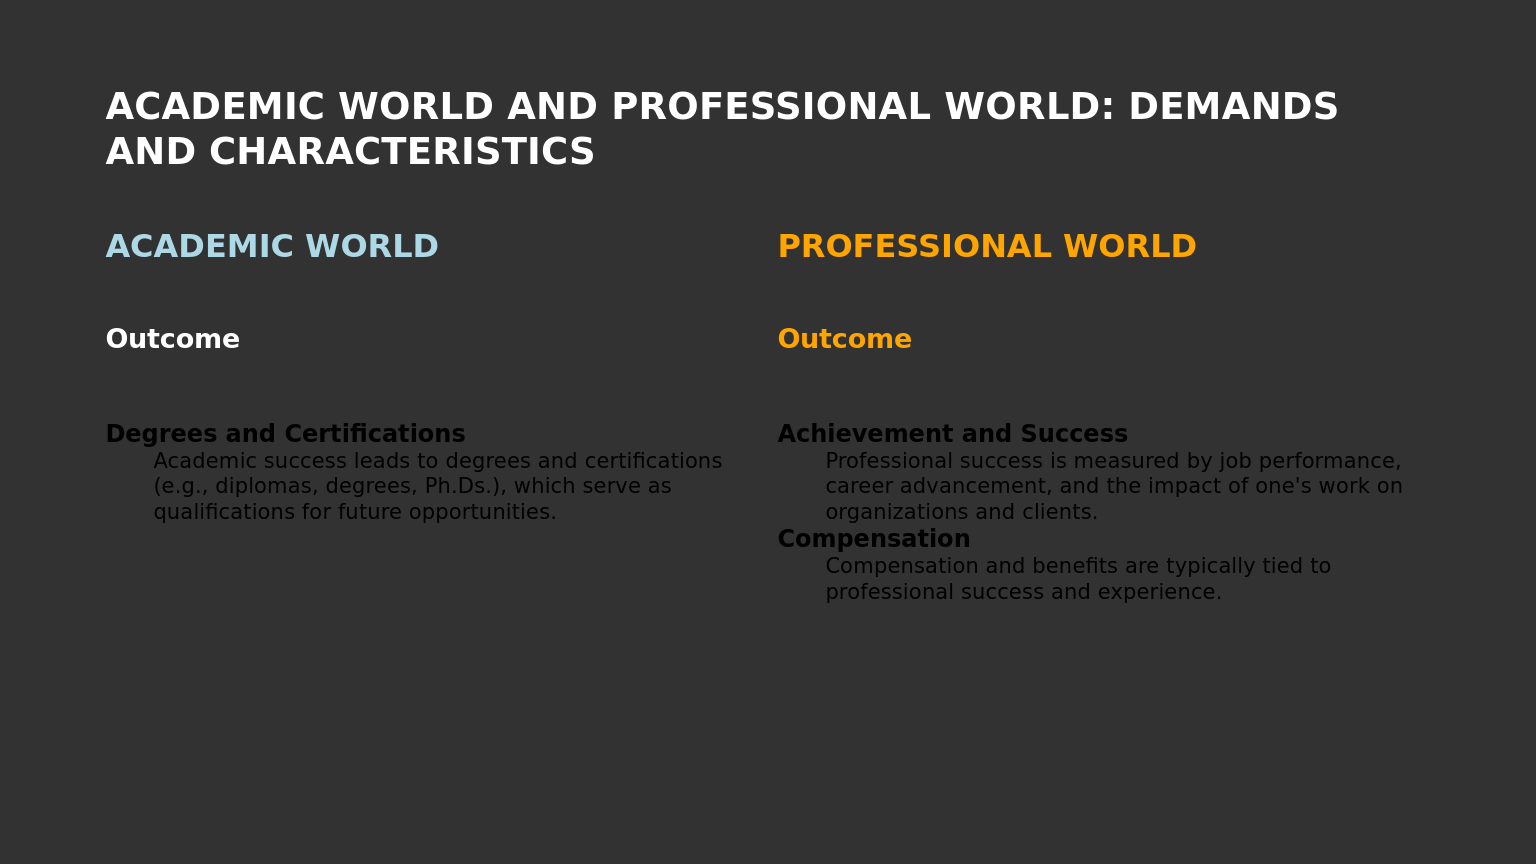 ACADEMIC WORLD AND PROFESSIONAL WORLD: DEMANDS
AND CHARACTERISTICS
ACADEMIC WORLD
Outcome
Degrees and Certifications
Academic success leads to degrees and certifications
(e.g., diplomas, degrees, Ph.Ds.), which serve as
qualifications for future opportunities.
PROFESSIONAL WORLD
Outcome
Achievement and Success
Professional success is measured by job performance,
career advancement, and the impact of one's work on
organizations and clients.
Compensation
Compensation and benefits are typically tied to
professional success and experience.